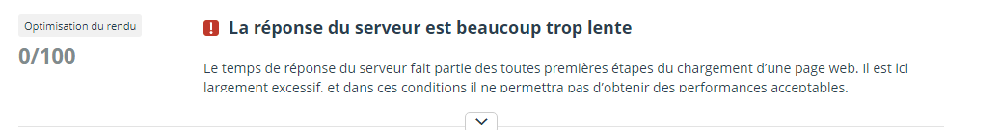 Optimisation du rendu
0/100
La réponse du serveur est beaucoup trop lente
Le temps de réponse du serveur fait partie des toutes premières étapes du chargement d’une page web. Il est ici
largement excessif, et dans ces conditions il ne permettra pas d’obtenir des performances acceptables.